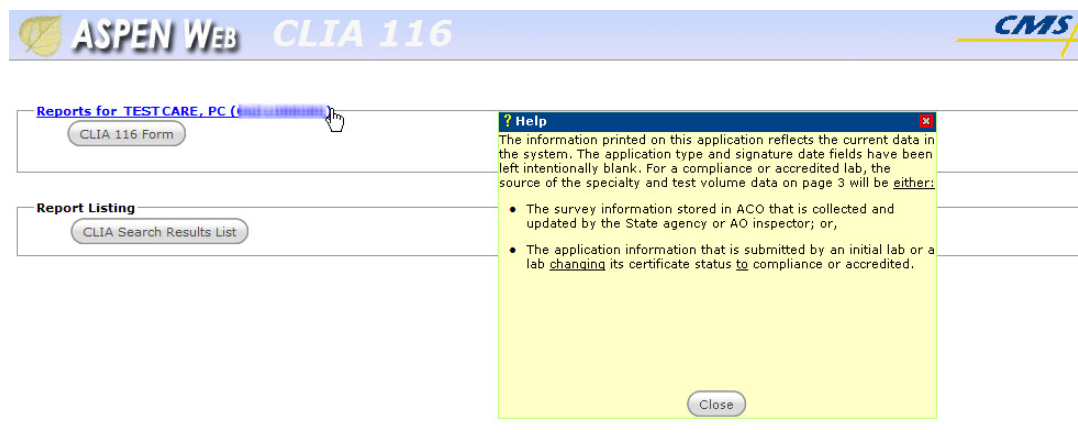 ASPEN WEB CLIA 116
CMS
Reports for TESTCARE, PC (
CLIA 116 Form
Report Listing
CLIA Search Results List
? Help
The information printed on this application reflects the current data in
the system. The application type and signature date fields have been
left intentionally blank. For a compliance or accredited lab, the
source of the specialty and test volume data on page 3 will be either:
• The survey information stored in ACO that is collected and
updated by the State agency or AO inspector; or,
• The application information that is submitted by an initial lab or a
lab changing its certificate status to compliance or accredited.
Close